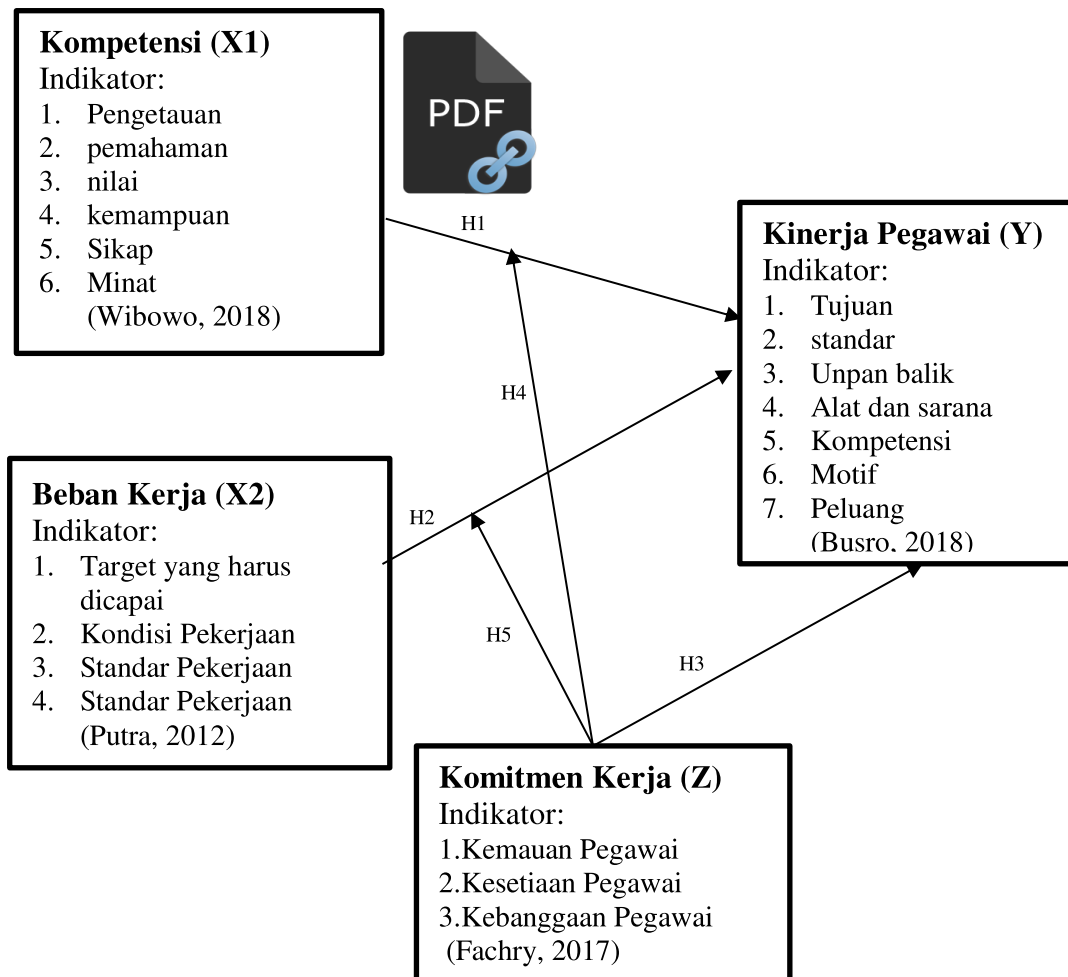 Kompetensi (X1)
Indikator:
1. Pengetauan
2. pemahaman
3. nilai
4. kemampuan
5. Sikap
6. Minat
(Wibowo, 2018)
PDF
H1
Kinerja Pegawai (Y)
Indikator:
1. Tujuan
2. standar
3. Unpan balik
4. Alat dan sarana
5. Kompetensi
6. Motif
7. Peluang
(Busro, 2018)
H4
Beban Kerja (X2)
Indikator:
1. Target yang harus
dicapai
2. Kondisi Pekerjaan
3. Standar Pekerjaan
4. Standar Pekerjaan
(Putra, 2012)
H2
H5
H3
Komitmen Kerja (Z)
Indikator:
1.Kemauan Pegawai
2.Kesetiaan Pegawai
3.Kebanggaan Pegawai
(Fachry, 2017)